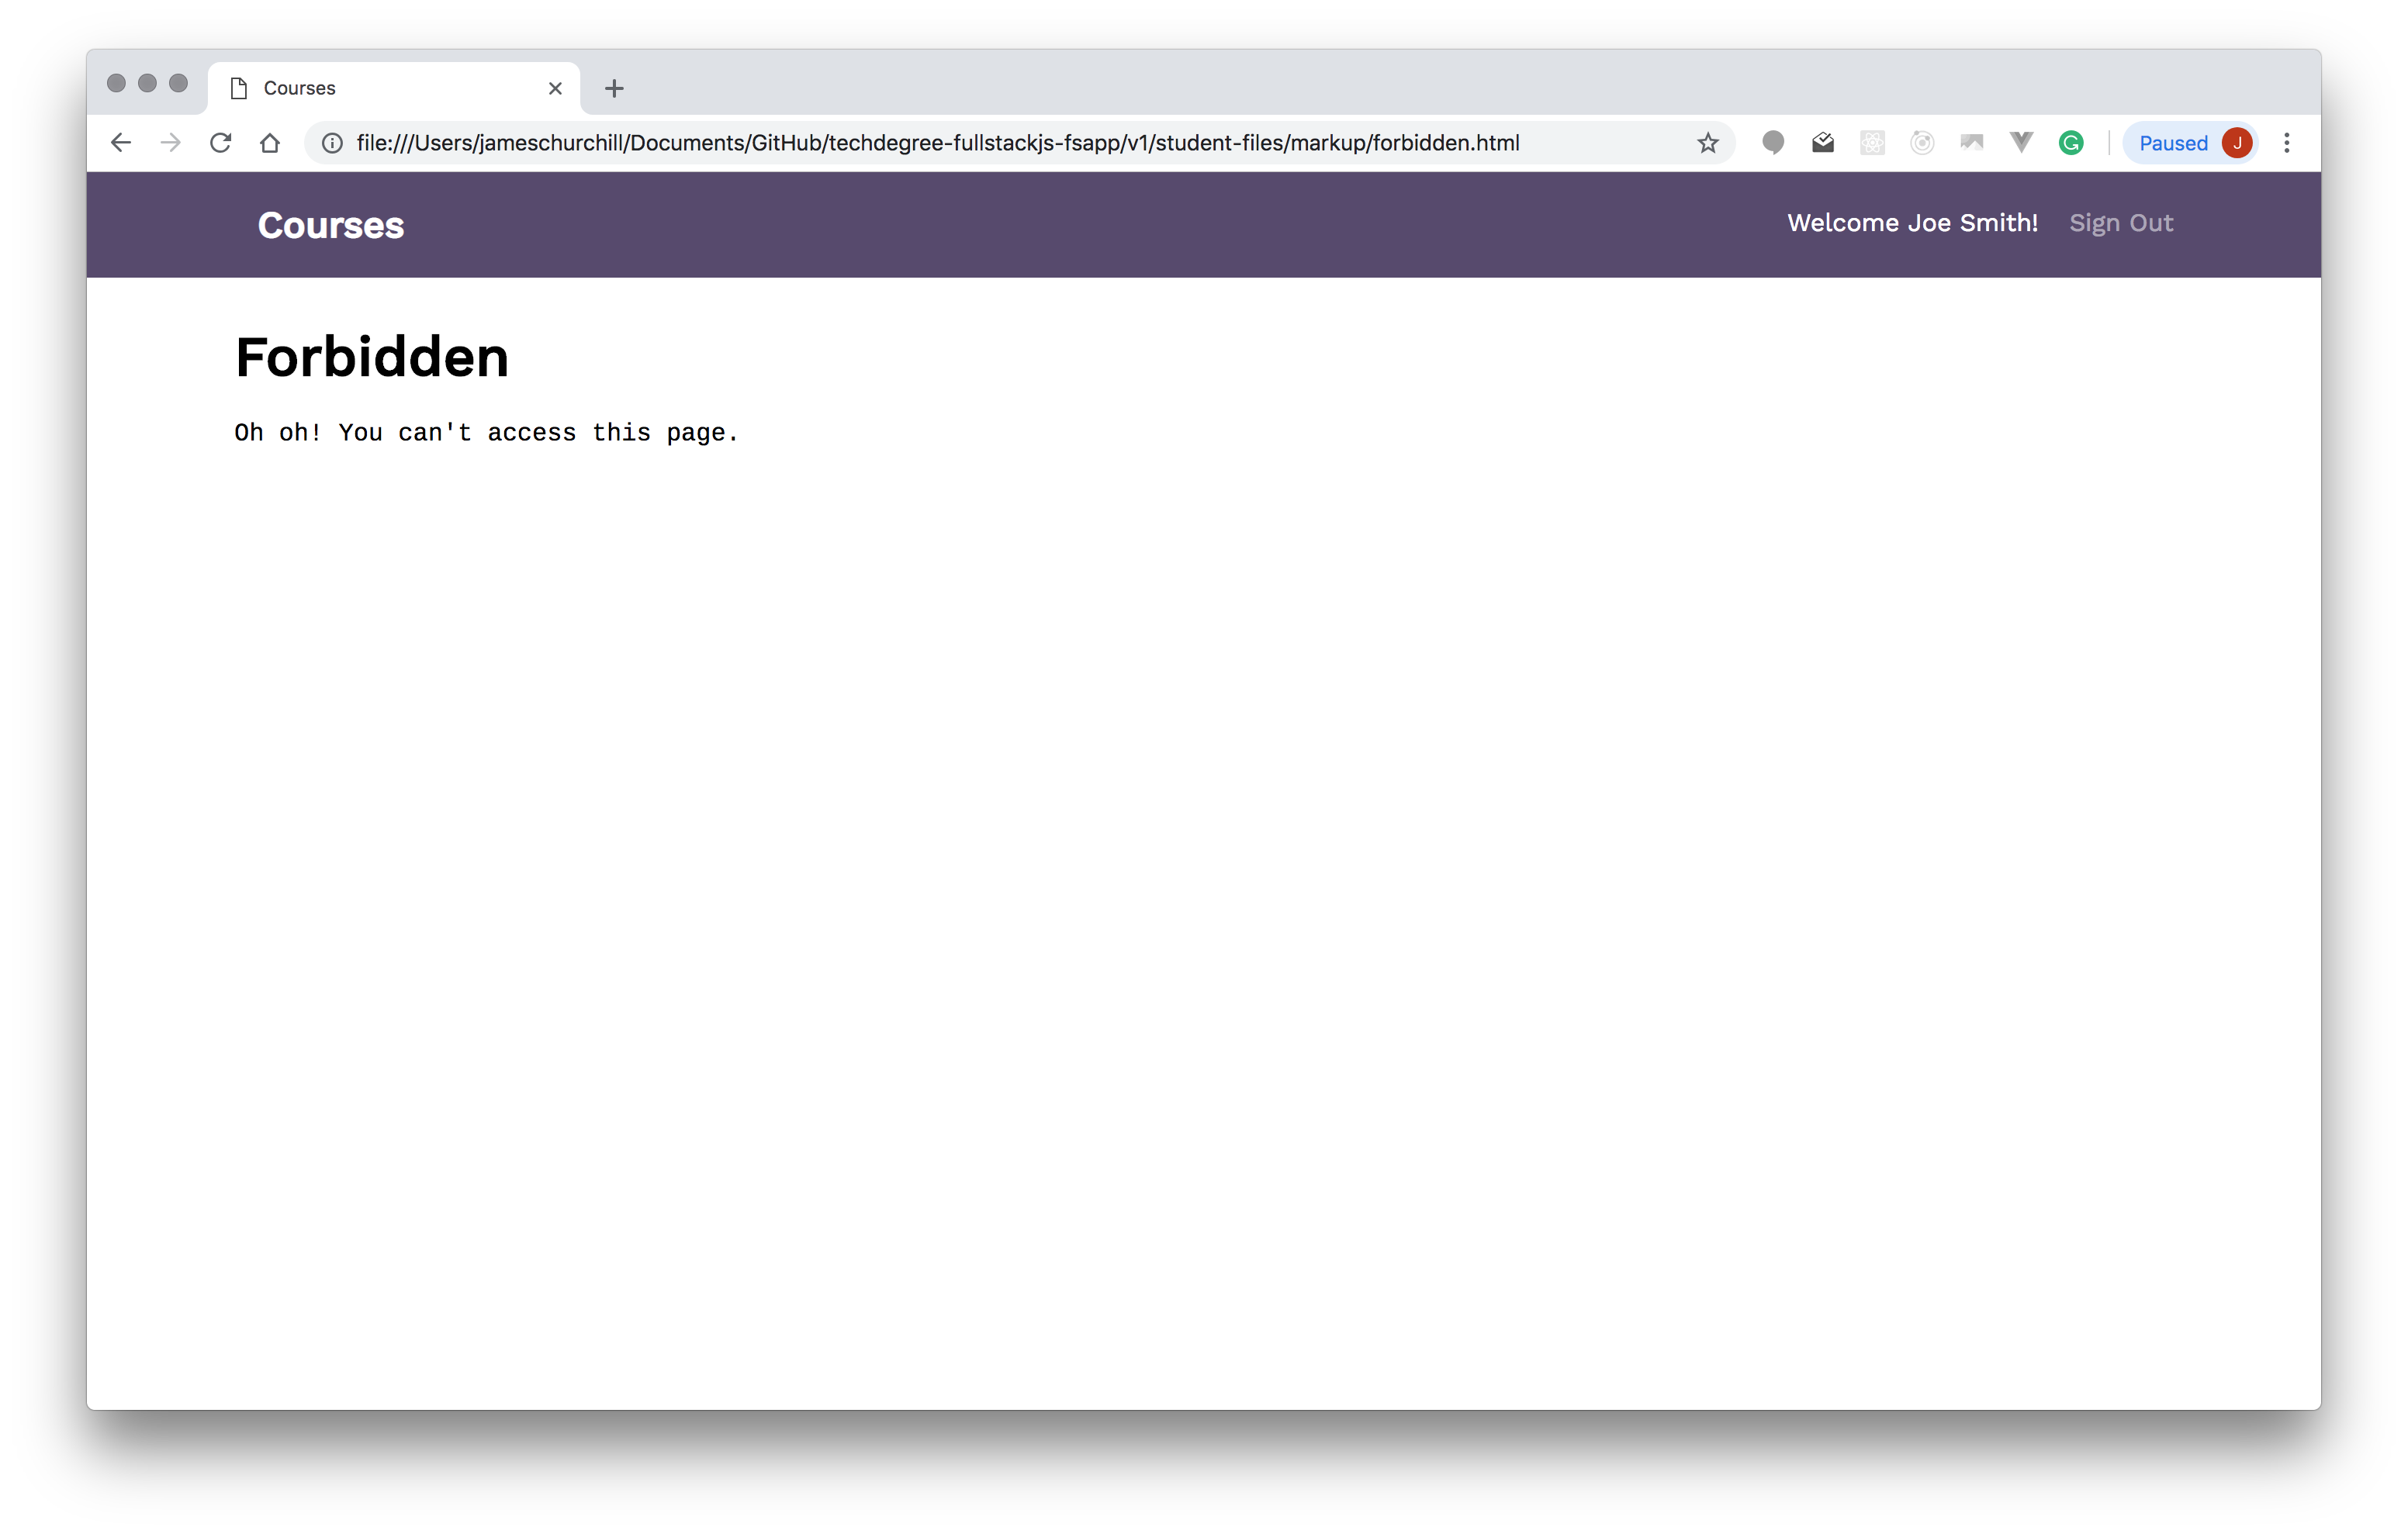 Courses
file:///Users/jameschurchill/Documents/GitHub/techdegree-fullstackjs-fsapp/v1/student-files/markup/forbidden.html
Paused J
Courses
Welcome Joe Smith! Sign Out
Forbidden
Oh oh! You can't access this page.